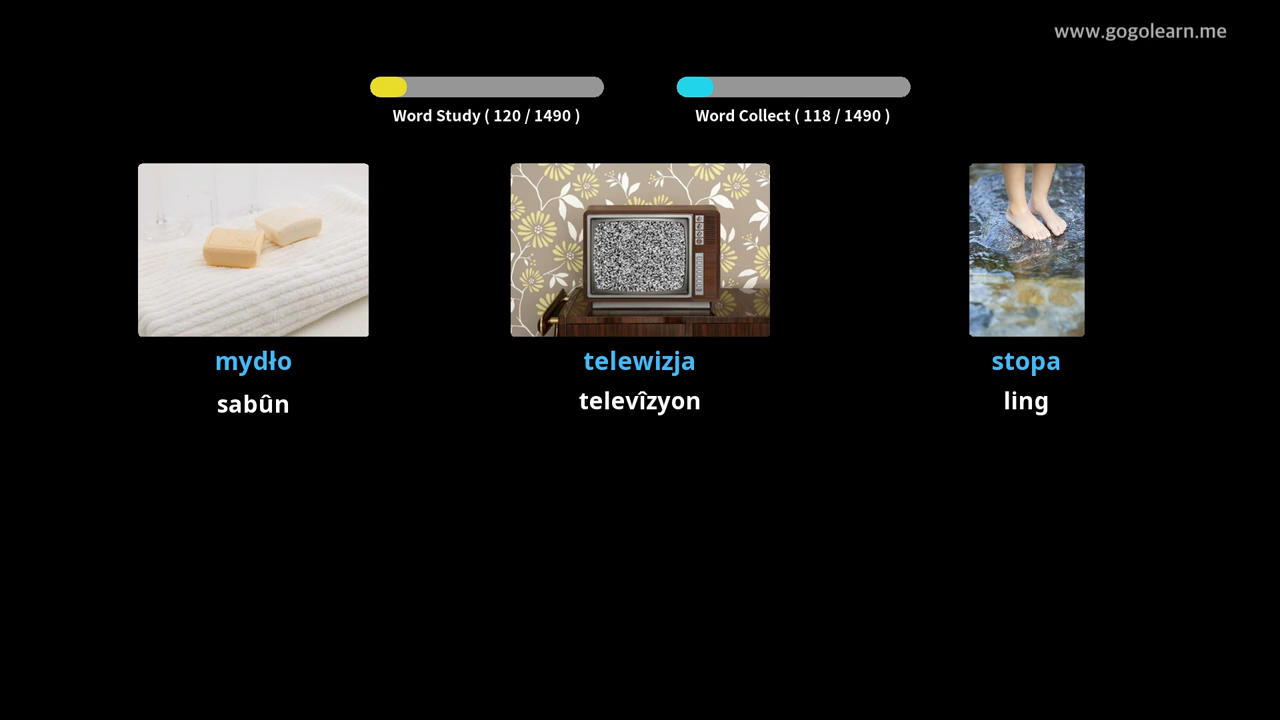 www.gogolearn.me
Word Study ( 120 / 1490 )
Word Collect ( 118 / 1490 )
mydło
telewizja
stopa
sabûn
televîzyon
ling